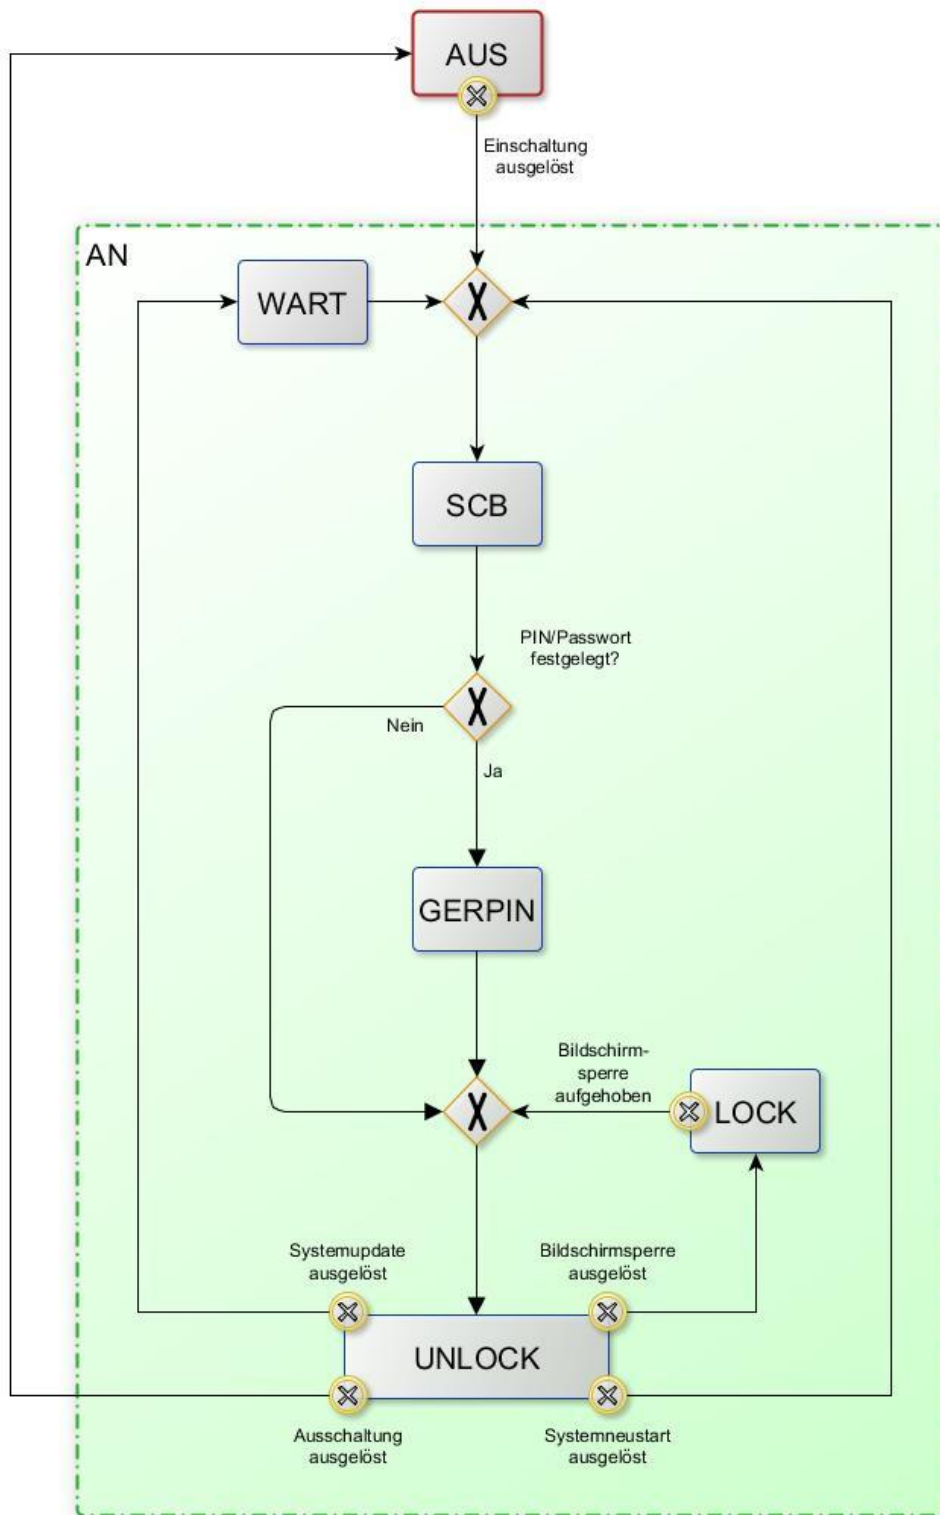 AUS
Einschaltung
ausgelöst
AN
WART
X
SCB
PIN/Passwort
festgelegt?
X
Nein
Ja
GERPIN
Bildschirm-
sperre
aufgehoben
X
LOCK
Systemupdate
ausgelöst
Bildschirmsperre
ausgelöst
UNLOCK
Ausschaltung
ausgelöst
Systemneustart
ausgelöst